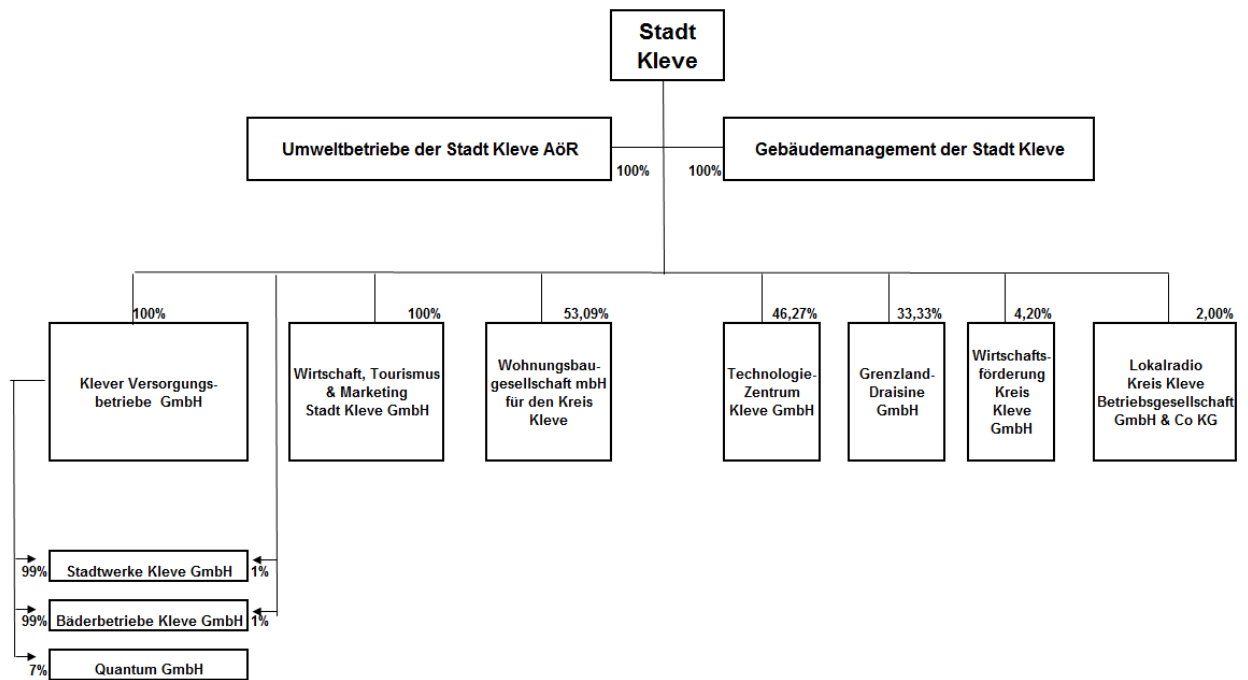 Stadt
Kleve
Umweltbetriebe der Stadt Kleve AöR
Gebäudemanagement der Stadt Kleve
100%
100%
100%
100%
53,09%
46,27%
33,33%
4,20%
2,00%
Klever Versorgungs-
betriebe GmbH
Wirtschaft, Tourismus
& Marketing
Stadt Kleve GmbH
Wohnungsbau-
gesellschaft mbH
für den Kreis
Kleve
Technologie-
Zentrum
Kleve GmbH
Grenzland-
Draisine
GmbH
Wirtschafts-
förderung
Kreis
Kleve
GmbH
Lokalradio
Kreis Kleve
Betriebsgesellschaft
GmbH & Co KG
99%
Stadtwerke Kleve GmbH
1%
99%
Bäderbetriebe Kleve GmbH
1%
7%
Quantum GmbH